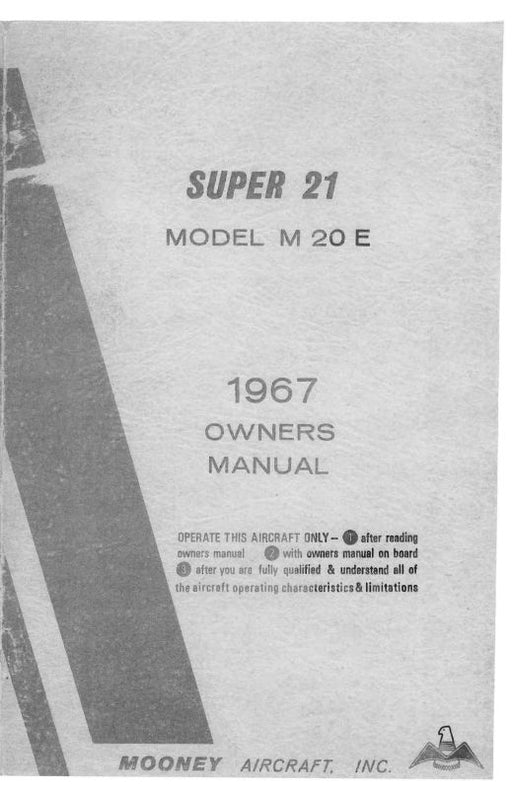 SUPER 21
MODEL M 20 E
1967
OWNERS
MANUAL
OPERATE THIS AIRCRAFT ONLY – 1 after reading
owners manual 2 with owners manual on board
3 after you are fully qualified & understand all of
the aircraft operating characteristics & limitations
MOONEY AIRCRAFT, INC.